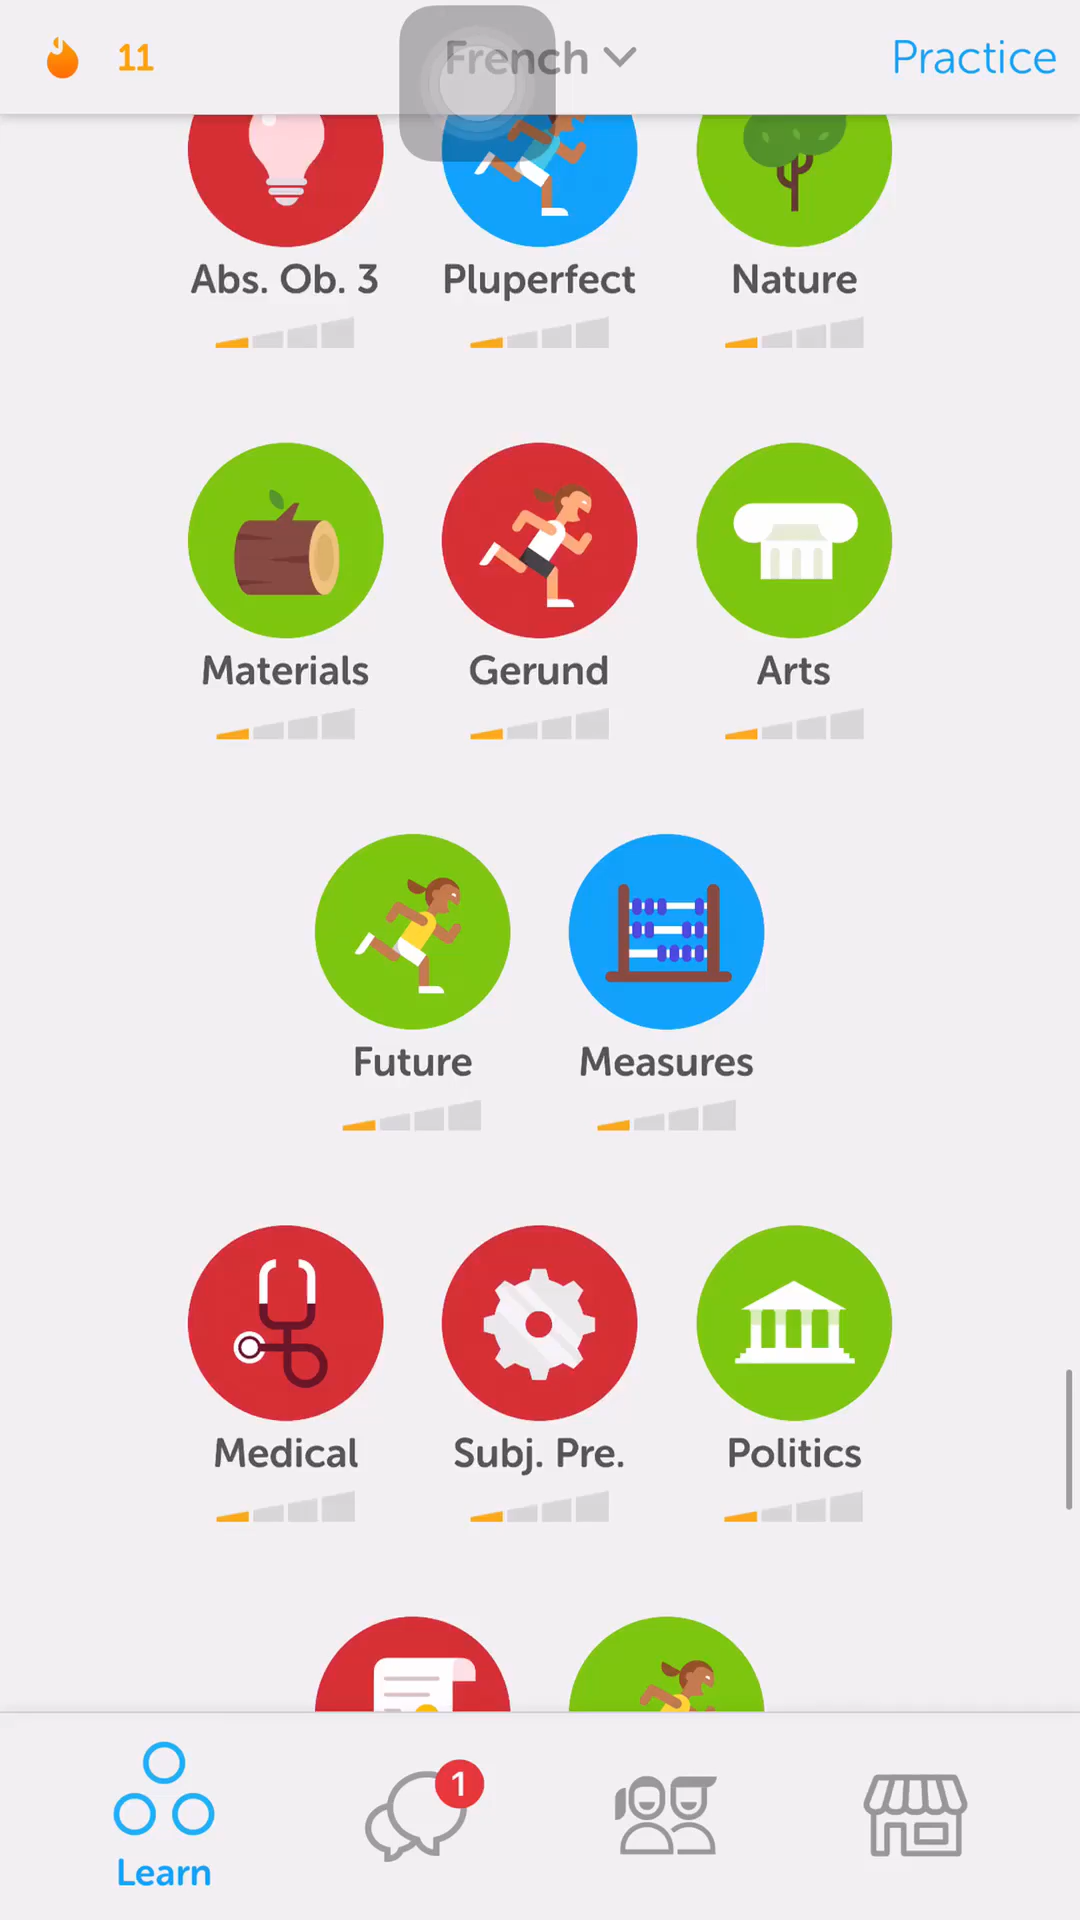 11 French Practice
Abs. Ob. 3 Pluperfect Nature
Materials Gerund Arts
Future Measures
Medical Subj. Pre. Politics
1
Learn